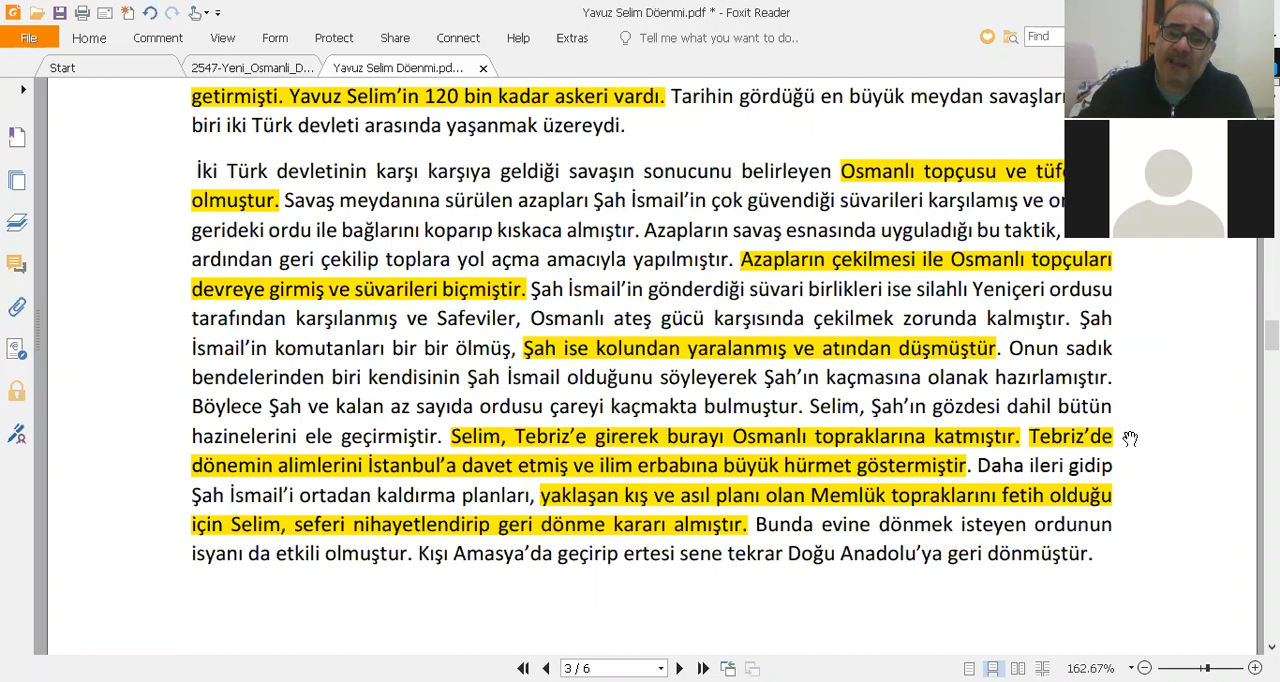 Yavuz Selim Döenmi.pdf * - Foxit Reader
File Home Comment View Form Protect Share Connect Help Extras Tell me what you want to do.. Find
Start 2547-Yeni_Osmanli_D... Yavuz Selim Döenmi.pd...
getirmişti. Yavuz Selim’in 120 bin kadar askeri vardı. Tarihin gördüğü en büyük meydan
biri iki Türk devleti arasında yaşanmak üzereydi.
İki Türk devletinin karşı karşıya geldiği savaşın sonucunu belirleyen Osmanlı topçusu ve
olmuştur. Savaş meydanına sürülen azapları Şah İsmail’in çok güvendiği süvarileri karşılamış ve
gerideki ordu ile bağlarını koparıp kıskaca almıştır. Azapların savaş esnasında uyguladığı bu taktik,
ardından geri çekilip toplara yol açma amacıyla yapılmıştır. Azapların çekilmesi ile Osmanlı topçuları
devreye girmiş ve süvarileri biçmiştir. Şah İsmail’in gönderdiği süvari birlikleri ise silahlı Yeniçeri ordusu
tarafından karşılanmış ve Safeviler, Osmanlı ateş gücü karşısında çekilmek zorunda kalmıştır. Şah
İsmail’in komutanları bir bir ölmüş, Şah ise kolundan yaralanmış ve atından düşmüştür. Onun sadık
bendelerinden biri kendisinin Şah İsmail olduğunu söyleyerek Şah’ın kaçmasına olanak hazırlamıştır.
Böylece Şah ve kalan az sayıda ordusu çareyi kaçmakta bulmuştur. Selim, Şah’ın gözdesi dahil bütün
hazinelerini ele geçirmiştir. Selim, Tebriz’e girerek burayı Osmanlı topraklarına katmıştır. Tebriz’de
dönemin alimlerini İstanbul’a davet etmiş ve ilim erbabına büyük hürmet göstermiştir. Daha ileri gidip
Şah İsmail’i ortadan kaldırma planları, yaklaşan kış ve asıl planı olan Memlük topraklarını fetih olduğu
için Selim, seferi nihayetlendirip geri dönme kararı almıştır. Bunda evine dönmek isteyen ordunun
isyanı da etkili olmuştur. Kışı Amasya’da geçirip ertesi sene tekrar Doğu Anadolu’ya geri dönmüştür.
3 / 6 162.67%